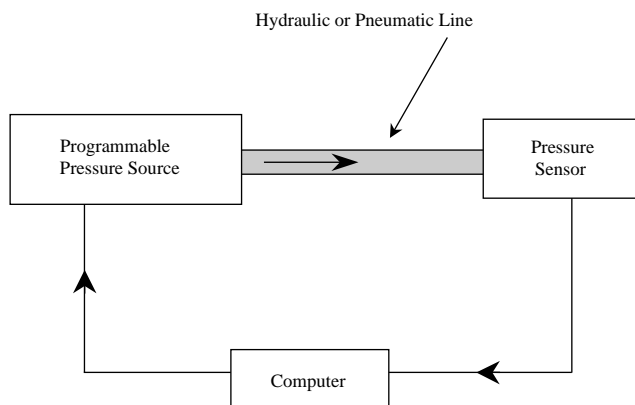 Hydraulic or Pneumatic Line
Programmable
Pressure Source
Pressure
Sensor
Computer